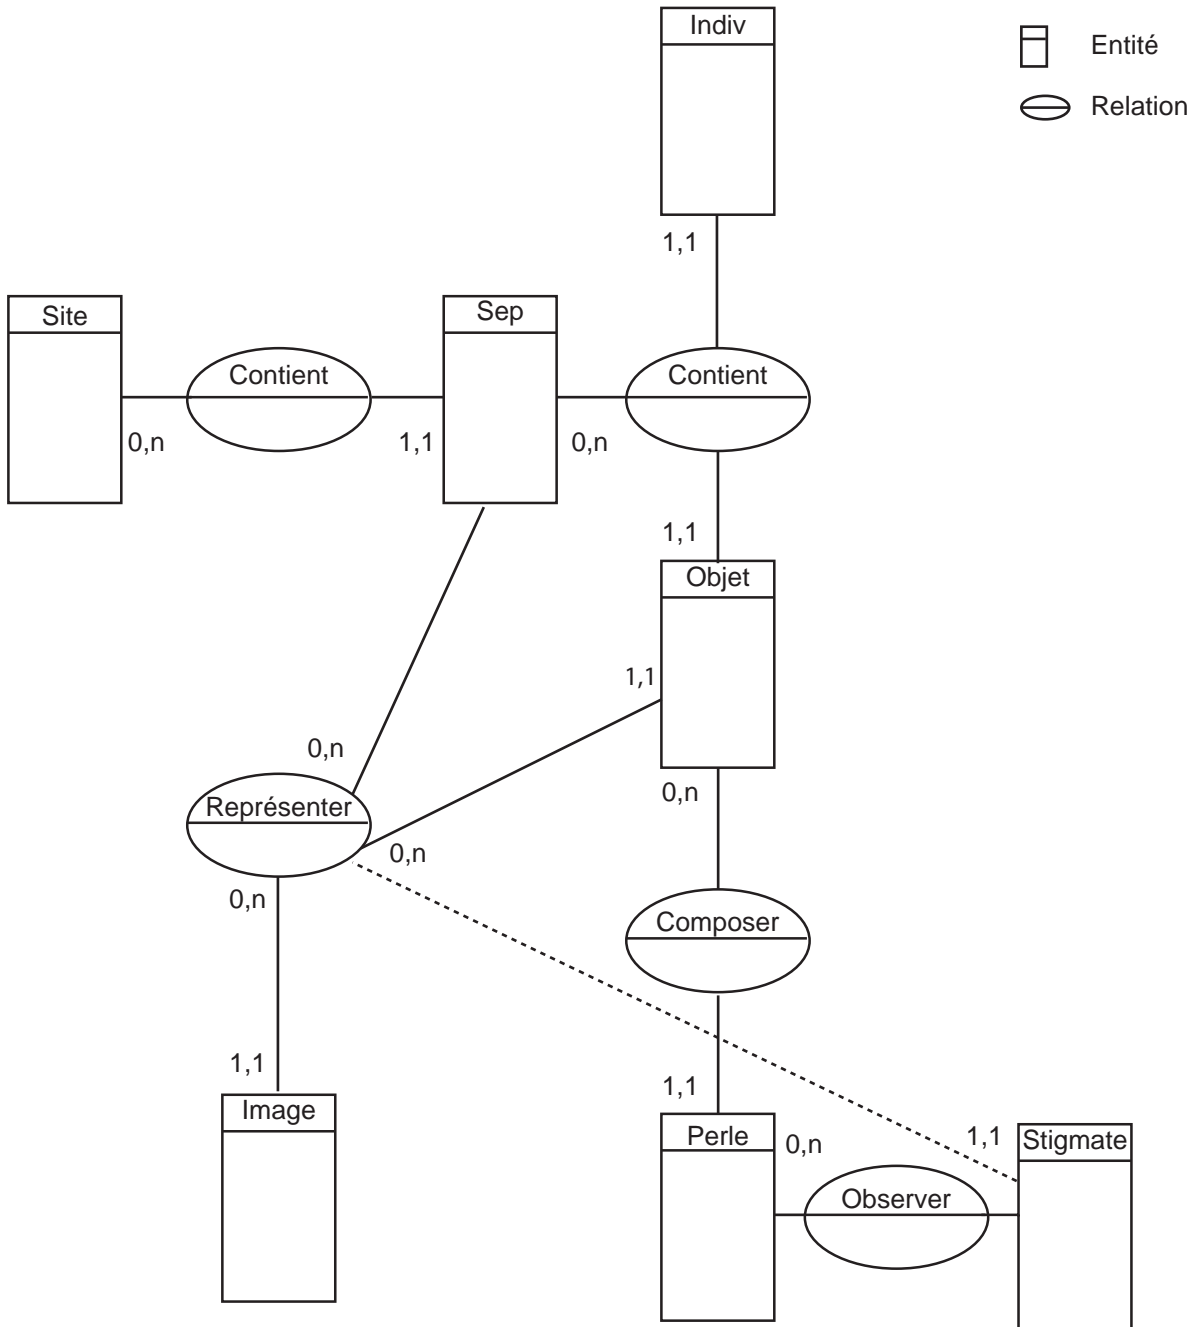 Indiv
Entité
Relation
1,1
Site
Sep
Contient
Contient
0,n
1,1
0,n
1,1
Objet
1,1
0,n
Représenter
0,n
0,n
0,n
Composer
1,1
1,1
Image
Perle
0,n
1,1
Stigmate
Observer